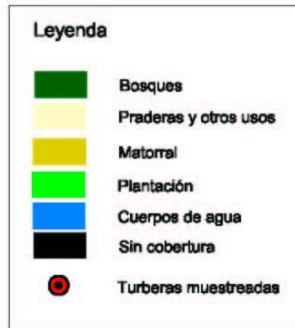 Leyenda
Bosques
Praderas y otros usos
Matorral
Plantación
Cuerpos de agua
Sin cobertura
Turberas muestreadas